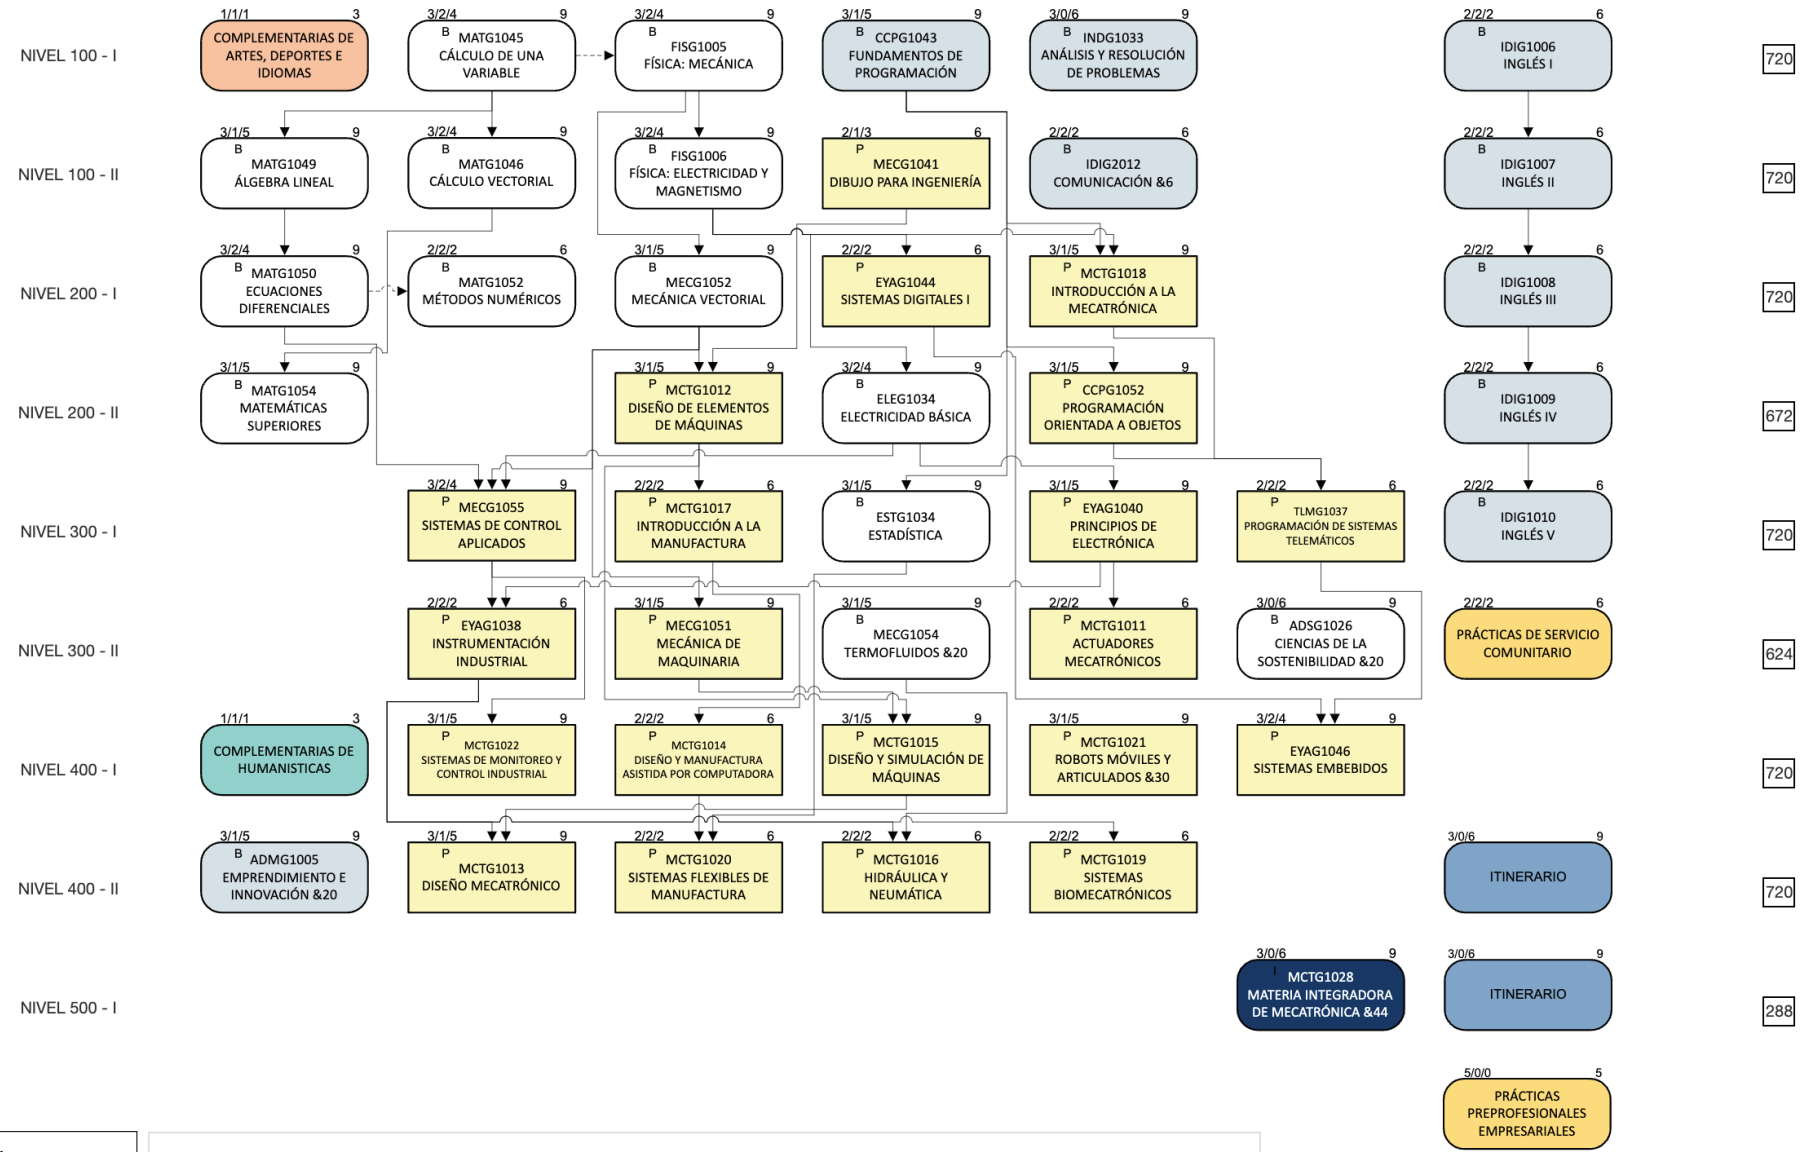 1/1/1 3 3/2/4 9 3/2/4 9 3/1/5 9 3/0/6 9 2/2/2 6
NIVEL 100 - I
COMPLEMENTARIAS DE
ARTES, DEPORTES E
IDIOMAS
B MATG1045
CÁLCULO DE UNA
VARIABLE
B FISG1005
FÍSICA: MECÁNICA
B CCPG1043
FUNDAMENTOS DE
PROGRAMACIÓN
B INDG1033
ANÁLISIS Y RESOLUCIÓN
DE PROBLEMAS
B IDIG1006
INGLÉS I
720
3/1/5 9 3/2/4 9 3/2/4 9 2/1/3 6 2/2/2 6 2/2/2 6
NIVEL 100 - II
B MATG1049
ÁLGEBRA LINEAL
B MATG1046
CÁLCULO VECTORIAL
B FISG1006
FÍSICA: ELECTRICIDAD Y
MAGNETISMO
P MECG1041
DIBUJO PARA INGENIERÍA
B IDIG2012
COMUNICACIÓN &6
B IDIG1007
INGLÉS II
720
3/2/4 9 2/2/2 6 3/1/5 9 2/2/2 6 3/1/5 9 2/2/2 6
NIVEL 200 - I
B MATG1050
ECUACIONES
DIFERENCIALES
B MATG1052
MÉTODOS NUMÉRICOS
B MECG1052
MECÁNICA VECTORIAL
P EYAG1044
SISTEMAS DIGITALES I
P MCTG1018
INTRODUCCIÓN A LA
MECATRÓNICA
B IDIG1008
INGLÉS III
720
3/1/5 9 3/1/5 9 3/2/4 9 3/1/5 9 2/2/2 6
NIVEL 200 - II
B MATG1054
MATEMÁTICAS
SUPERIORES
P MCTG1012
DISEÑO DE ELEMENTOS
DE MÁQUINAS
B ELEG1034
ELECTRICIDAD BÁSICA
P CCPG1052
PROGRAMACIÓN
ORIENTADA A OBJETOS
B IDIG1009
INGLÉS IV
672
3/2/4 9 2/2/2 6 3/1/5 9 3/1/5 9 2/2/2 6 2/2/2 6
NIVEL 300 - I
P MECG1055
SISTEMAS DE CONTROL
APLICADOS
P MCTG1017
INTRODUCCIÓN A LA
MANUFACTURA
B ESTG1034
ESTADÍSTICA
P EYAG1040
PRINCIPIOS DE
ELECTRÓNICA
P TLMG1037
PROGRAMACIÓN DE SISTEMAS
TELEMÁTICOS
B IDIG1010
INGLÉS V
720
2/2/2 6 3/1/5 9 3/1/5 9 2/2/2 6 3/0/6 9 2/2/2 6
NIVEL 300 - II
P EYAG1038
INSTRUMENTACIÓN
INDUSTRIAL
P MECG1051
MECÁNICA DE
MAQUINARIA
B MECG1054
TERMOFLUIDOS &20
P MCTG1011
ACTUADORES
MECATRÓNICOS
B ADSG1026
CIENCIAS DE LA
SOSTENIBILIDAD &20
PRÁCTICAS DE SERVICIO
COMUNITARIO
624
1/1/1 3 3/1/5 9 2/2/2 6 3/1/5 9 3/1/5 9 3/2/4 9
NIVEL 400 - I
COMPLEMENTARIAS DE
HUMANISTICAS
P MCTG1022
SISTEMAS DE MONITOREO Y
CONTROL INDUSTRIAL
P MCTG1014
DISEÑO Y MANUFACTURA
ASISTIDA POR COMPUTADORA
P MCTG1015
DISEÑO Y SIMULACIÓN DE
MÁQUINAS
P MCTG1021
ROBOTS MÓVILES Y
ARTICULADOS &30
P EYAG1046
SISTEMAS EMBEBIDOS
720
3/1/5 9 3/1/5 9 2/2/2 6 2/2/2 6 2/2/2 6 3/0/6 9
NIVEL 400 - II
B ADMG1005
EMPRENDIMIENTO E
INNOVACIÓN &20
P MCTG1013
DISEÑO MECATRÓNICO
P MCTG1020
SISTEMAS FLEXIBLES DE
MANUFACTURA
P MCTG1016
HIDRÁULICA Y
NEUMÁTICA
P MCTG1019
SISTEMAS
BIOMECATRÓNICOS
ITINERARIO
720
3/0/6 9 3/0/6 9
NIVEL 500 - I
I MCTG1028
MATERIA INTEGRADORA
DE MECATRÓNICA &44
ITINERARIO
288
5/0/0 5
PRÁCTICAS
PREPROFESIONALES
EMPRESARIALES